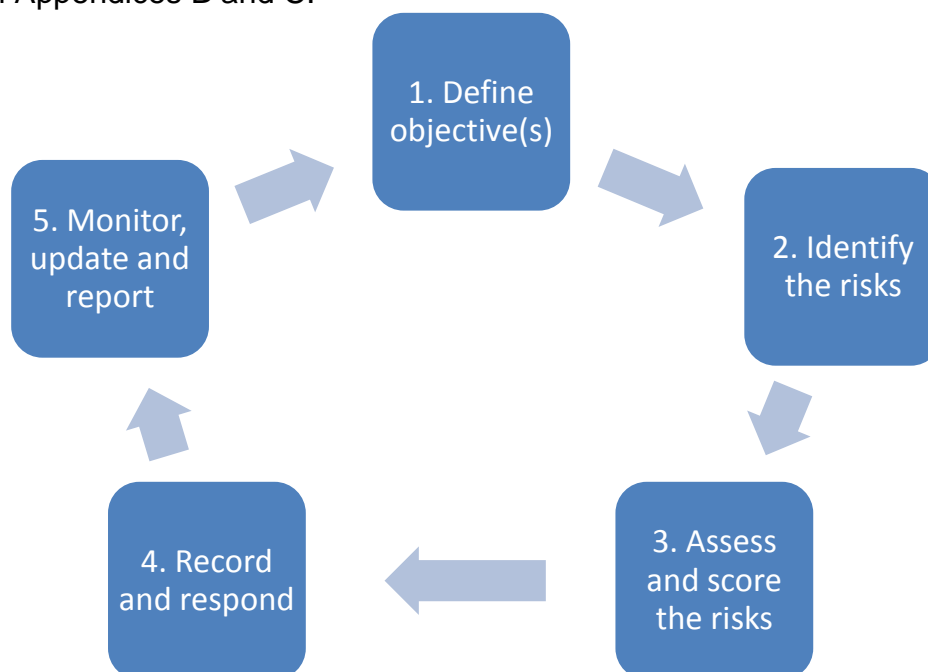 Appendices B and C.
1. Define
objective(s)
2. Identify
the risks
3. Assess
and score
the risks
4. Record
and respond
5. Monitor,
update and
report